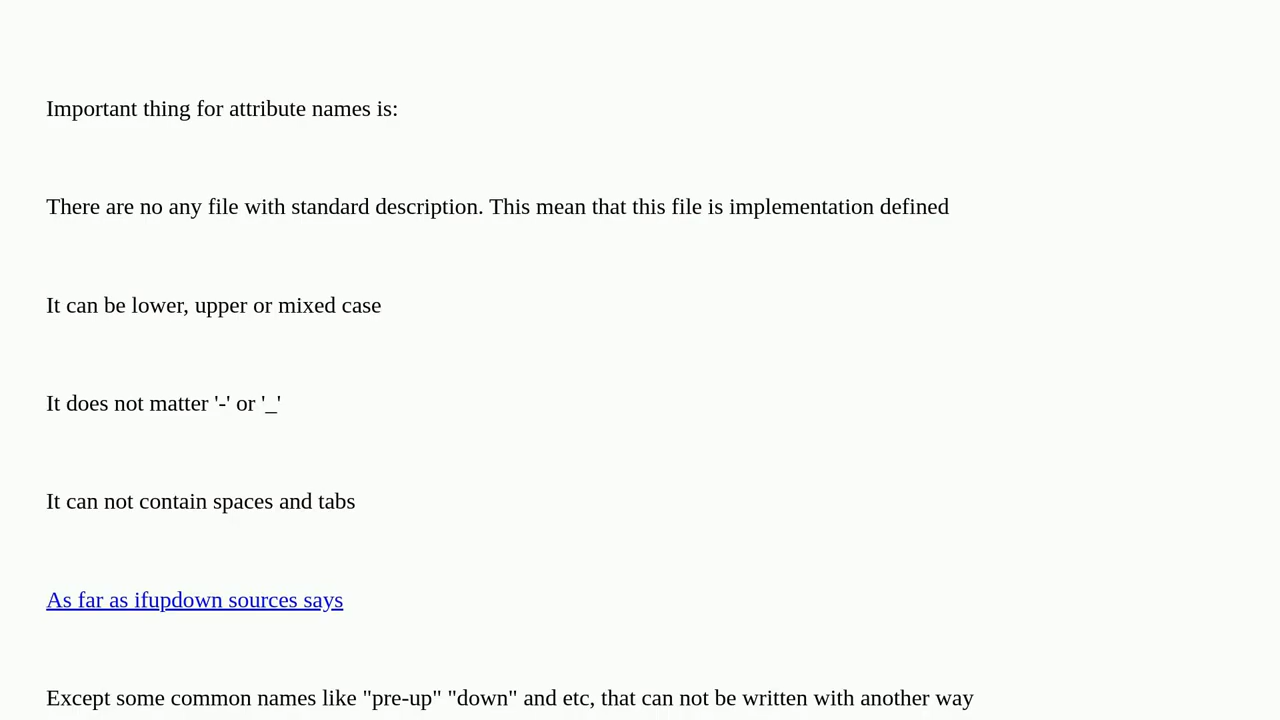 Important thing for attribute names is:
There are no any file with standard description. This mean that this file is implementation defined
It can be lower, upper or mixed case
It does not matter '-' or '_'
It can not contain spaces and tabs
As far as ifupdown sources says
Except some common names like "pre-up" "down" and etc, that can not be written with another way